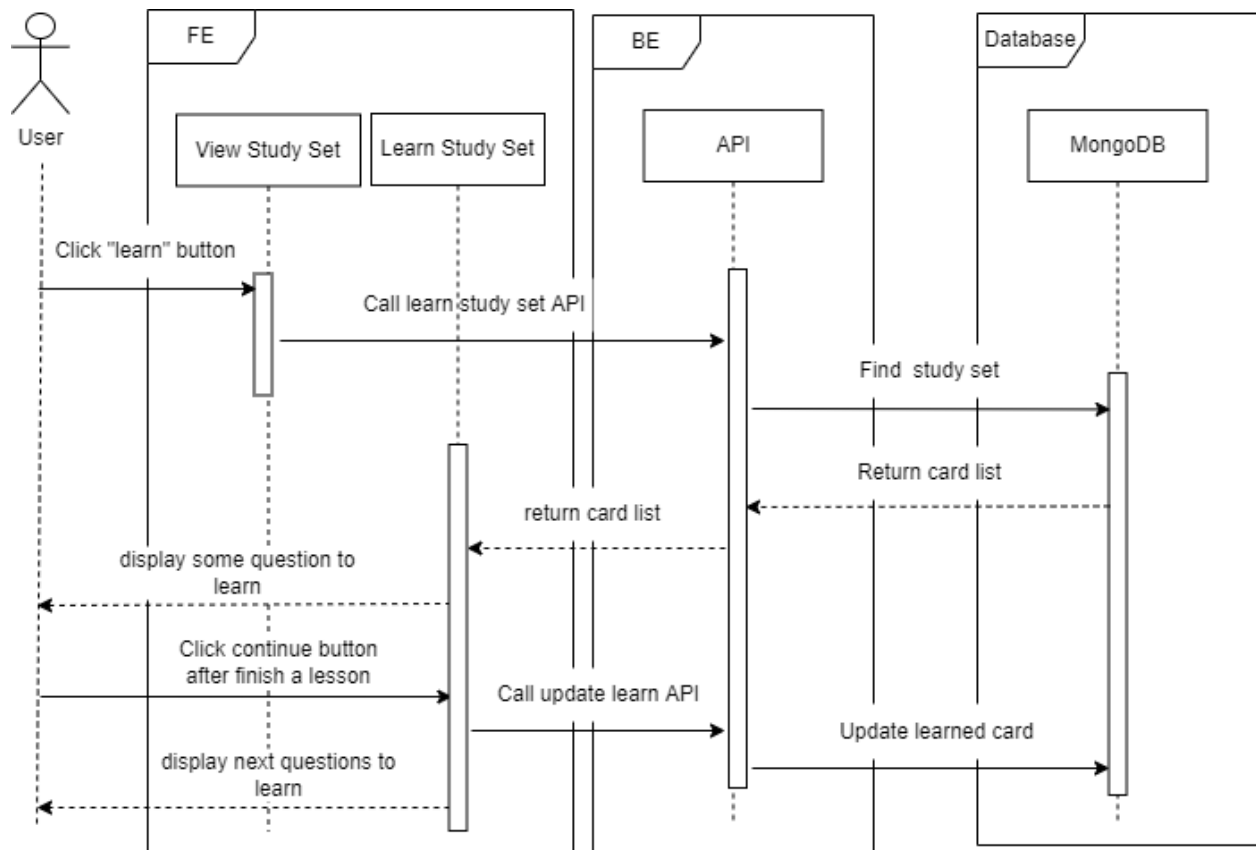 FE
BE
Database
User
View Study Set
Learn Study Set
API
MongoDB
Click "learn" button
Call learn study set API
Find study set
Return card list
return card list
display some question to
learn
Click continue button
after finish a lesson
Call update learn API
Update learned card
display next questions to
learn